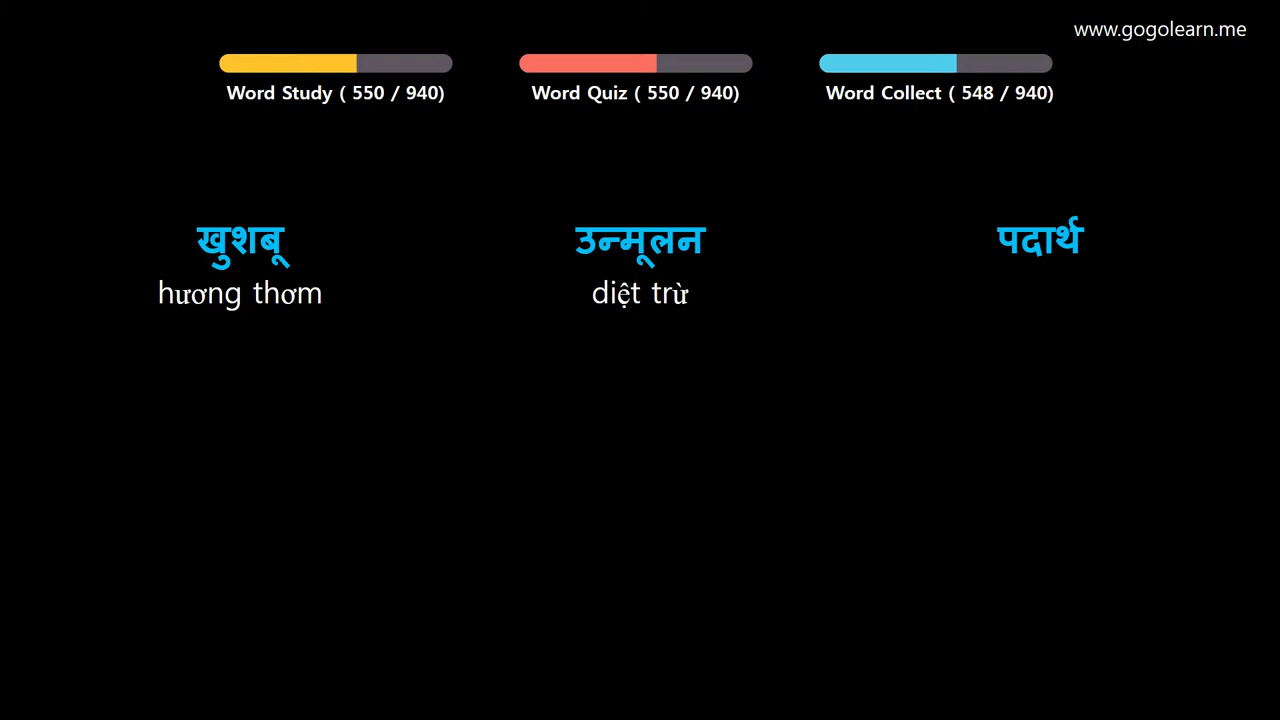 www.gogolearn.me
Word Study ( 550 / 940)
Word Quiz ( 550 / 940)
Word Collect ( 548 / 940)
खुशबू
hương thơm
उन्मूलन
diệt trừ
पदार्थ